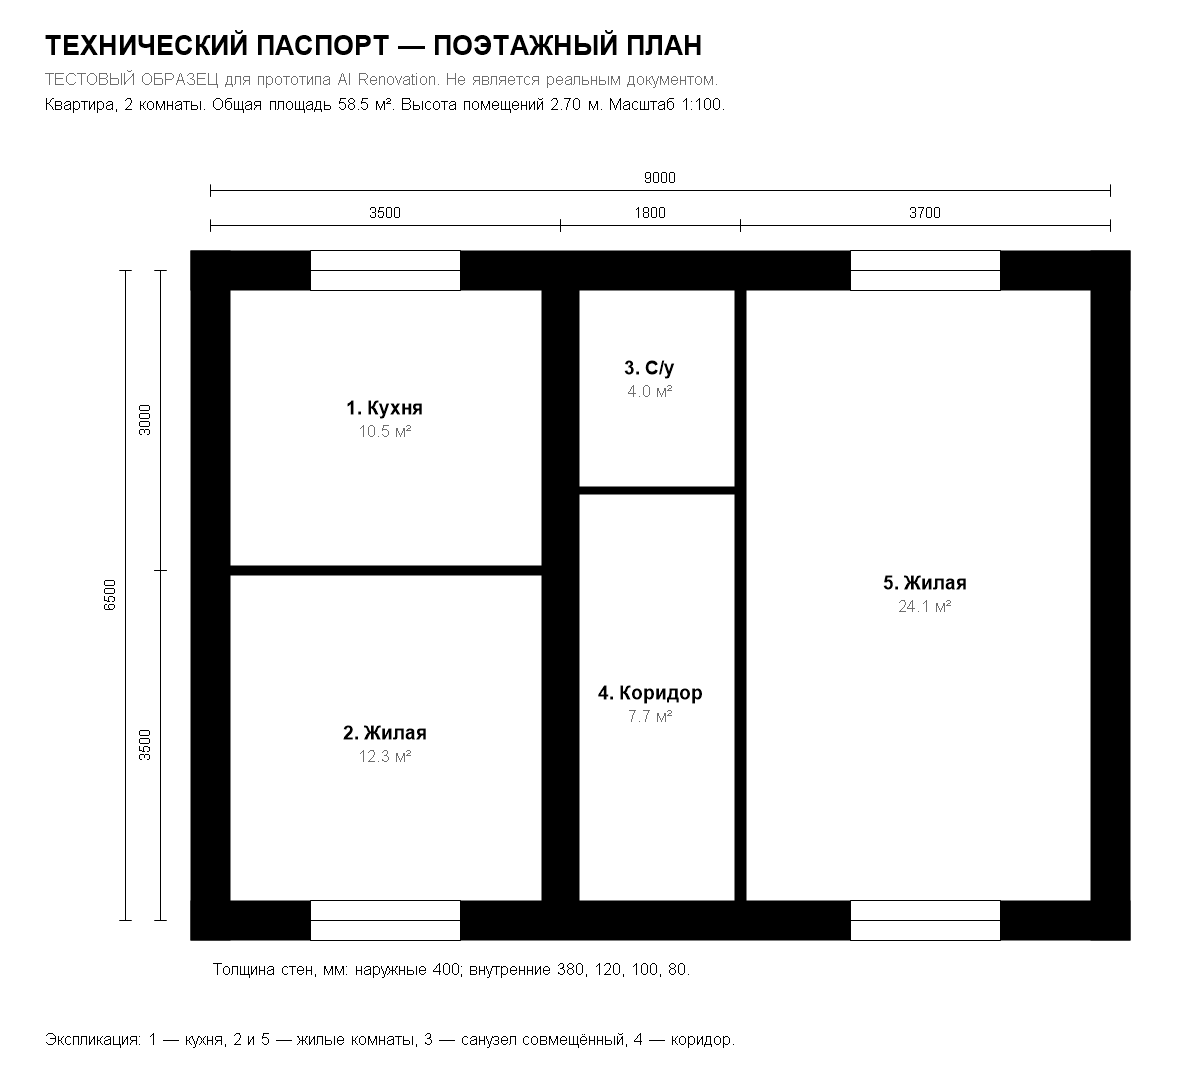 ТЕХНИЧЕСКИЙ ПАСПОРТ — ПОЭТАЖНЫЙ ПЛАН
ТЕСТОВЫЙ ОБРАЗЕЦ для прототипа AI Renovation. Не является реальным документом.
Квартира, 2 комнаты. Общая площадь 58.5 м². Высота помещений 2.70 м. Масштаб 1:100.
9000
3500
1800
3700
3000
6500
3500
1. Кухня
10.5 м²
3. С/у
4.0 м²
5. Жилая
24.1 м²
4. Коридор
7.7 м²
2. Жилая
12.3 м²
Толщина стен, мм: наружные 400; внутренние 380, 120, 100, 80.
Экспликация: 1 — кухня, 2 и 5 — жилые комнаты, 3 — санузел совмещённый, 4 — коридор.